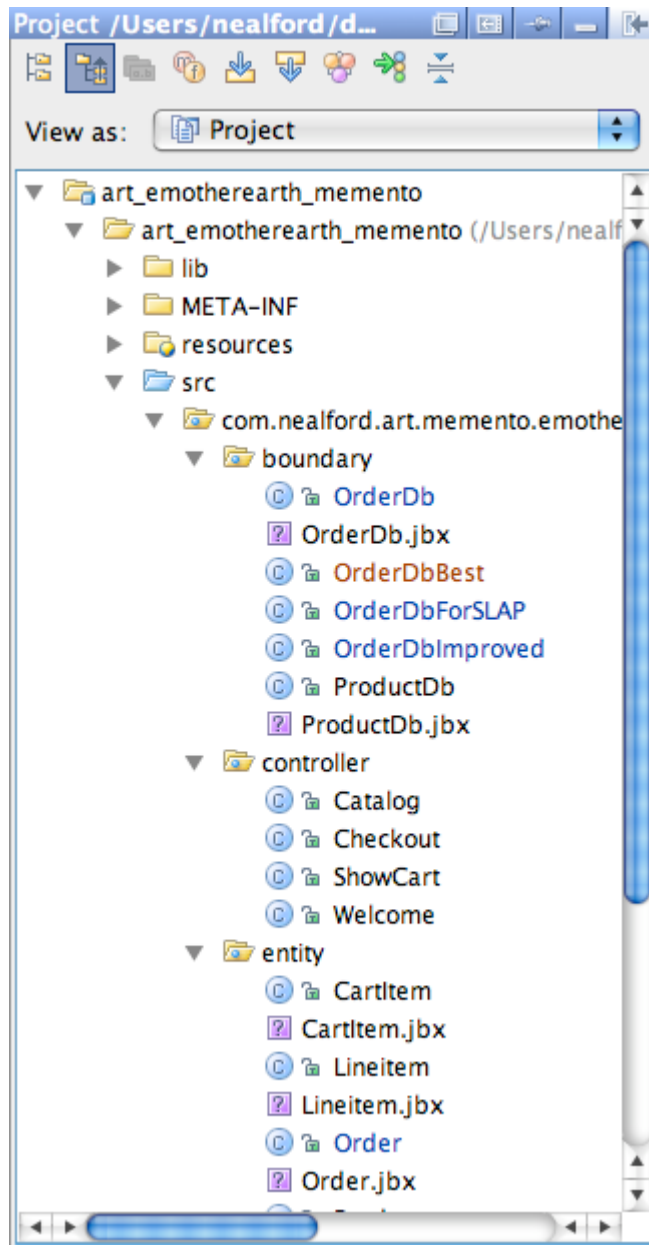 Project /Users/nealford/d...
View as: Project
art_emotherearth_memento
art_emotherearth_memento (/Users/nealf
lib
META-INF
resources
src
com.nealford.art.memento.emothe
boundary
OrderDb
OrderDb.jbx
OrderDbBest
OrderDbForSLAP
OrderDbImproved
ProductDb
ProductDb.jbx
controller
Catalog
Checkout
ShowCart
Welcome
entity
CartItem
CartItem.jbx
Lineitem
Lineitem.jbx
Order
Order.jbx